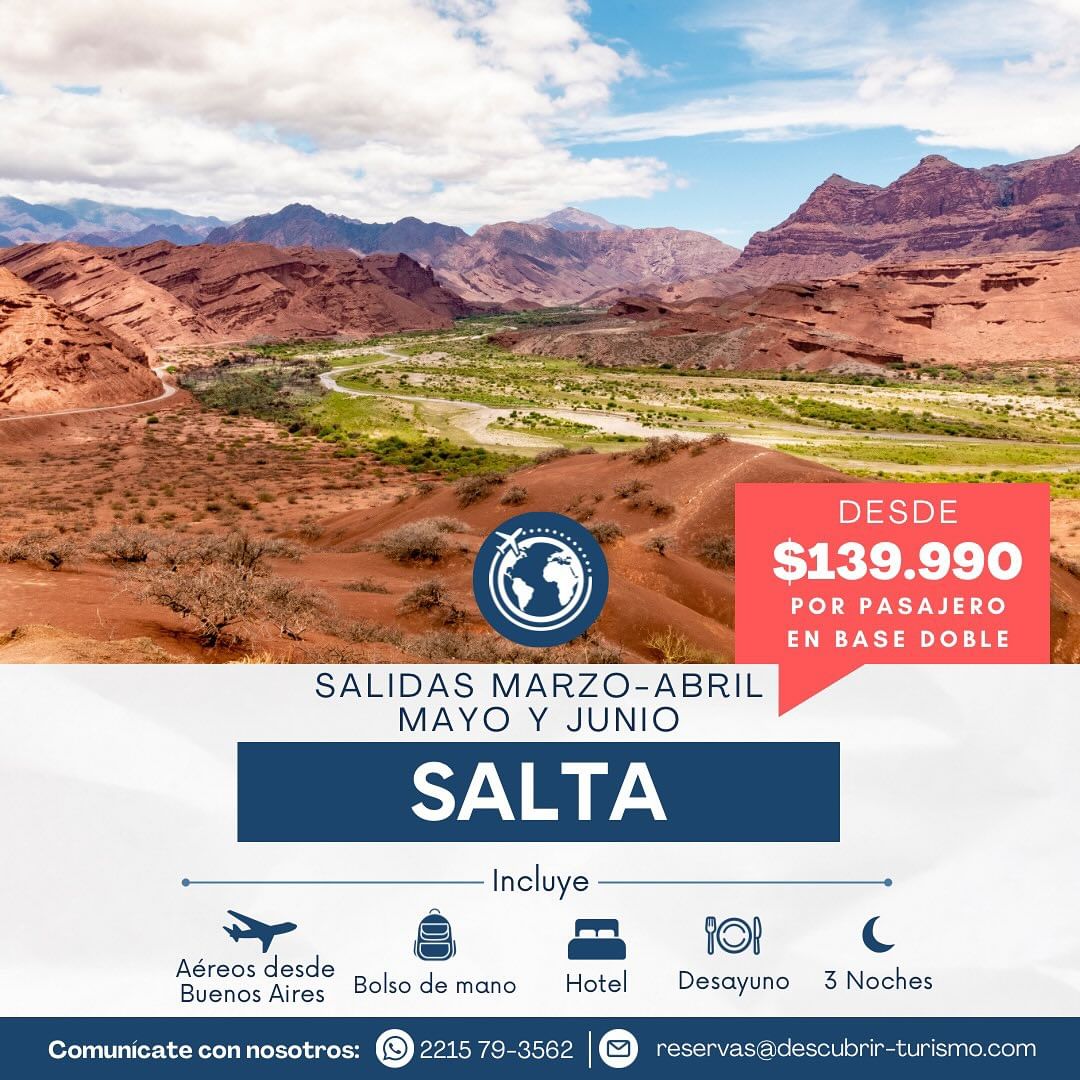 DESDE
$139.990
POR PASAJERO
EN BASE DOBLE
SALIDAS MARZO-ABRIL
MAYO Y JUNIO
SALTA
Incluye
Aéreos desde
Buenos Aires
Bolso de mano
Hotel
Desayuno
3 Noches
Comunícate con nosotros: 2215 79-3562 | reservas@descubrir-turismo.com